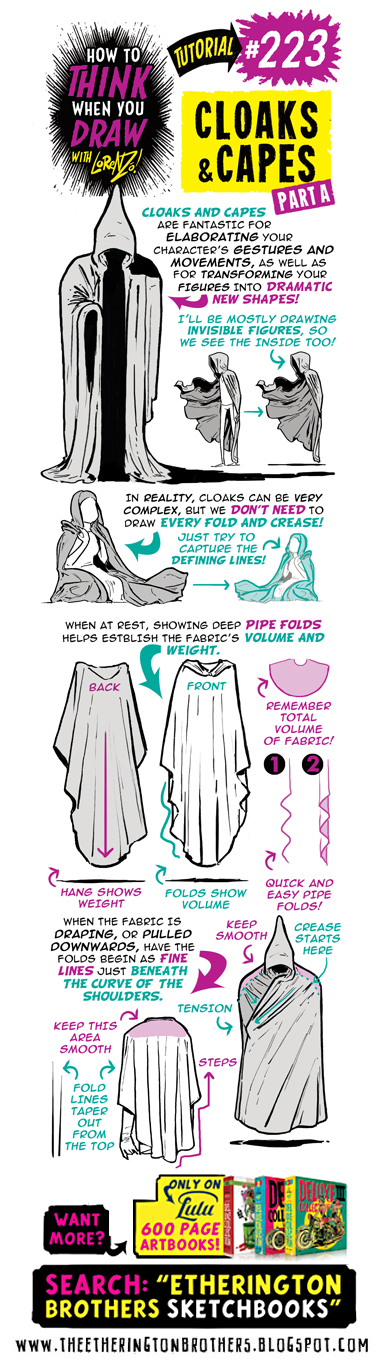 HOW TO
THINK
WHEN YOU
DRAW
WITH LORENZO!
TUTORIAL
#223
CLOAKS
& CAPES
PART A
CLOAKS AND CAPES
ARE FANTASTIC FOR
ELABORATING YOUR
CHARACTER'S GESTURES AND
MOVEMENTS, AS WELL AS
FOR TRANSFORMING YOUR
FIGURES INTO DRAMATIC
NEW SHAPES!
I'LL BE MOSTLY DRAWING
INVISIBLE FIGURES, SO
WE SEE THE INSIDE TOO!
IN REALITY, CLOAKS CAN BE VERY
COMPLEX, BUT WE DON'T NEED TO
DRAW EVERY FOLD AND CREASE!
JUST TRY TO
CAPTURE THE
DEFINING LINES!
WHEN AT REST, SHOWING DEEP PIPE FOLDS
HELPS ESTBLISH THE FABRIC'S VOLUME AND
WEIGHT.
BACK
FRONT
REMEMBER
TOTAL
VOLUME
OF FABRIC!
1
2
HANG SHOWS
WEIGHT
FOLDS SHOW
VOLUME
QUICK AND
EASY PIPE
FOLDS!
WHEN THE FABRIC IS
DRAPING, OR PULLED
DOWNWARDS, HAVE THE
FOLDS BEGIN AS FINE
LINES JUST BENEATH
THE CURVE OF THE
SHOULDERS.
KEEP
SMOOTH
CREASE
STARTS
HERE
TENSION
KEEP THIS
AREA
SMOOTH
STEPS
FOLD
LINES
TAPER
OUT
FROM
THE TOP
WANT
MORE?
ONLY ON
Lulu
600 PAGE
ARTBOOKS!
DELUXE III
SEARCH: "ETHERINGTON
BROTHERS SKETCHBOOKS"
WWW.THEETHERINGTONBROTHERS.BLOGSPOT.COM